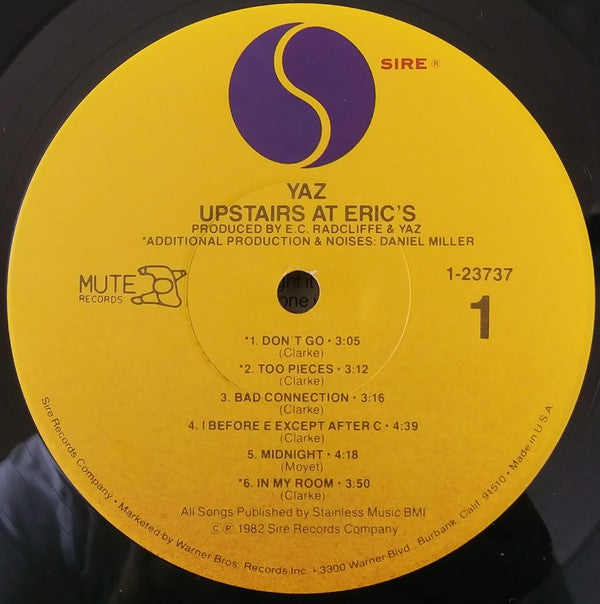 SIRE ®
YAZ
UPSTAIRS AT ERIC'S
PRODUCED BY E.C. RADCLIFFE & YAZ
*ADDITIONAL PRODUCTION & NOISES: DANIEL MILLER
MUTE
RECORDS
1-23737
1
*1. DON'T GO • 3:05
(Clarke)
*2. TOO PIECES • 3:12
(Clarke)
3. BAD CONNECTION • 3:16
(Clarke)
4. I BEFORE E EXCEPT AFTER C • 4:39
(Clarke)
5. MIDNIGHT • 4:18
(Moyet)
*6. IN MY ROOM • 3:50
(Clarke)
All Songs Published by Stainless Music BMI
© ℗ 1982 Sire Records Company
Sire Records Company • Marketed by Warner Bros. Records Inc. • 3300 Warner Blvd., Burbank, Calif. 91510 • Made in U.S.A.